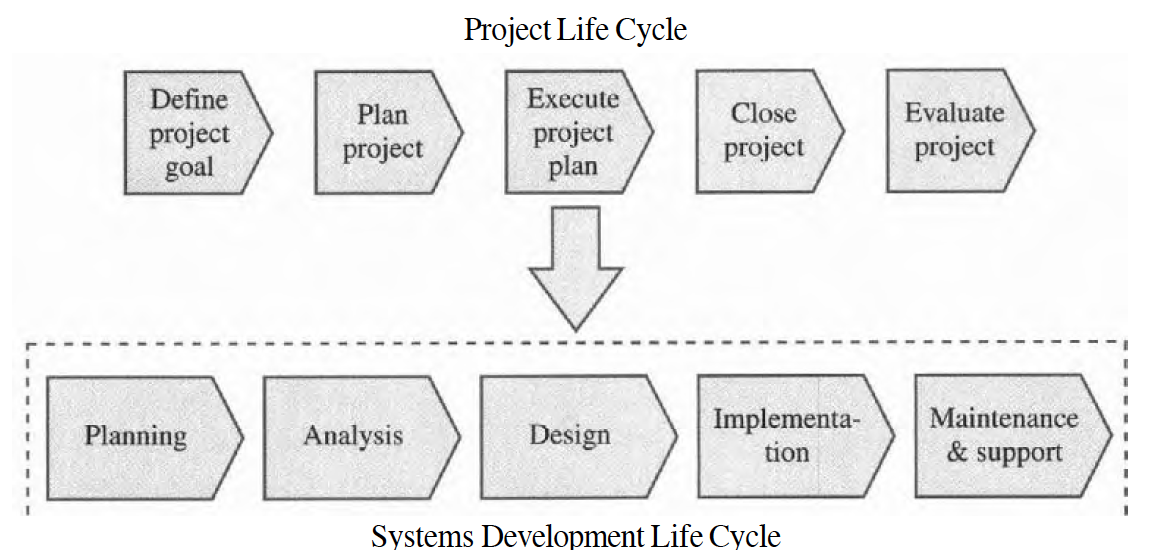 Project Life Cycle
Define
project
goal
Plan
project
Execute
project
plan
Close
project
Evaluate
project
Planning
Analysis
Design
Implementa-
tion
Maintenance
& support
Systems Development Life Cycle